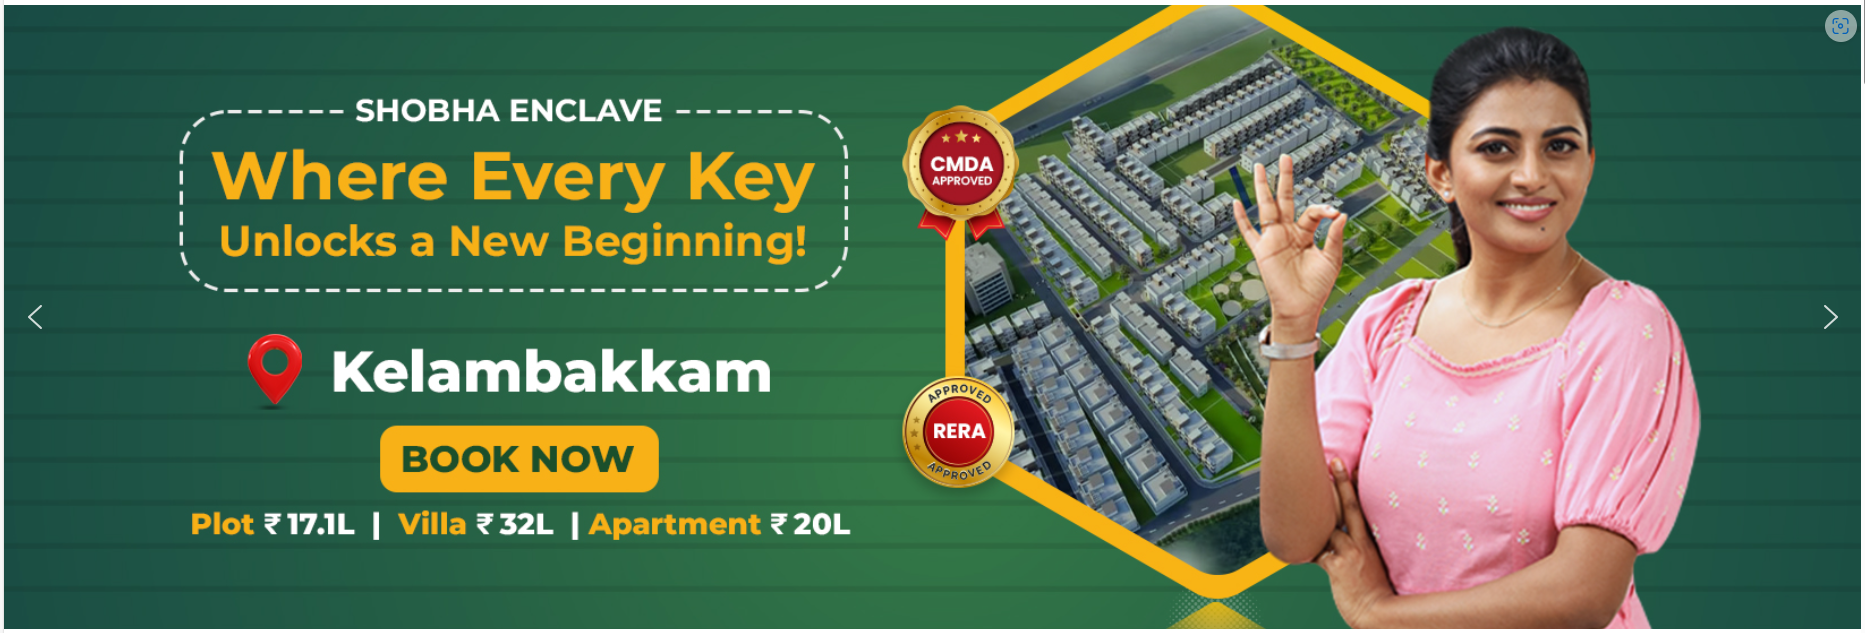 SHOBHA ENCLAVE
Where Every Key
Unlocks a New Beginning!
Kelambakkam
BOOK NOW
Plot ₹ 17.1L | Villa ₹ 32L | Apartment ₹ 20L
CMDA
APPROVED
APPROVED
RERA
APPROVED